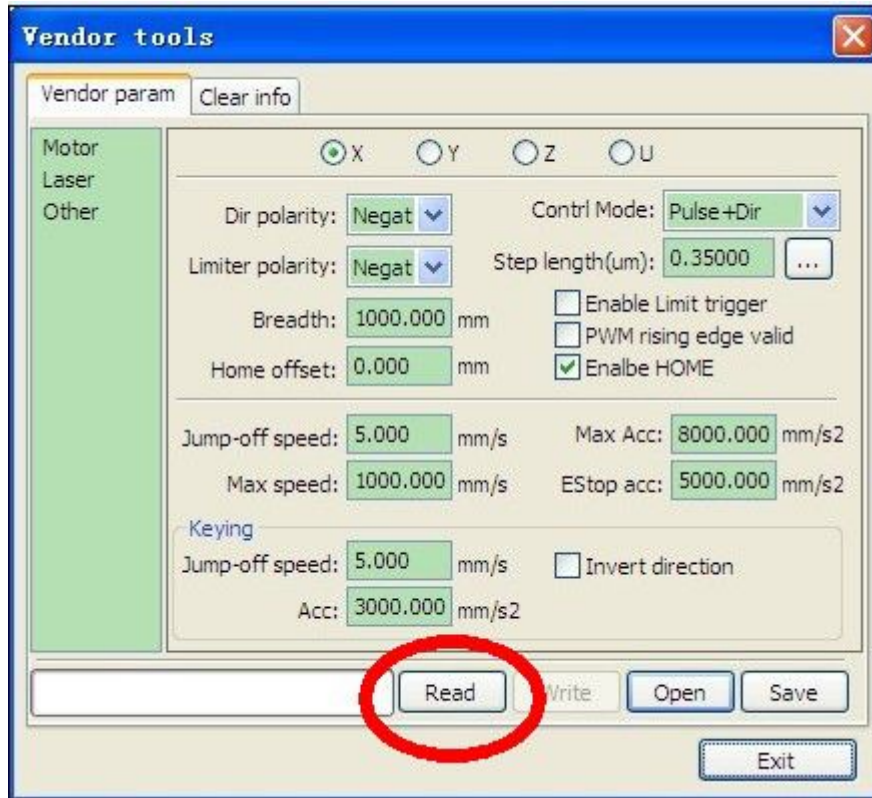 Vendor tools
Vendor param Clear info
Motor
Laser
Other
X Y Z U
Dir polarity: Negat Contrl Mode: Pulse+Dir
Limiter polarity: Negat Step length(um): 0.35000 ...
Breadth: 1000.000 mm Enable Limit trigger
PWM rising edge valid
Home offset: 0.000 mm Enalbe HOME
Jump-off speed: 5.000 mm/s Max Acc: 8000.000 mm/s2
Max speed: 1000.000 mm/s EStop acc: 5000.000 mm/s2
Keying
Jump-off speed: 5.000 mm/s Invert direction
Acc: 3000.000 mm/s2
Read Write Open Save
Exit